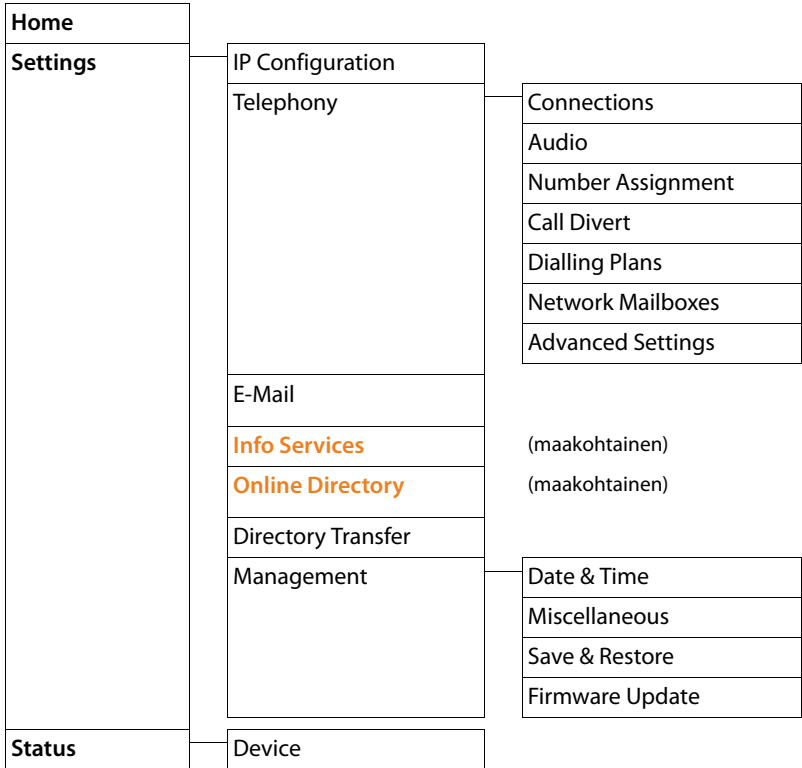 Home
Settings
IP Configuration
Telephony
Connections
Audio
Number Assignment
Call Divert
Dialling Plans
Network Mailboxes
Advanced Settings
E-Mail
Info Services (maakohtainen)
Online Directory (maakohtainen)
Directory Transfer
Management
Date & Time
Miscellaneous
Save & Restore
Firmware Update
Status
Device